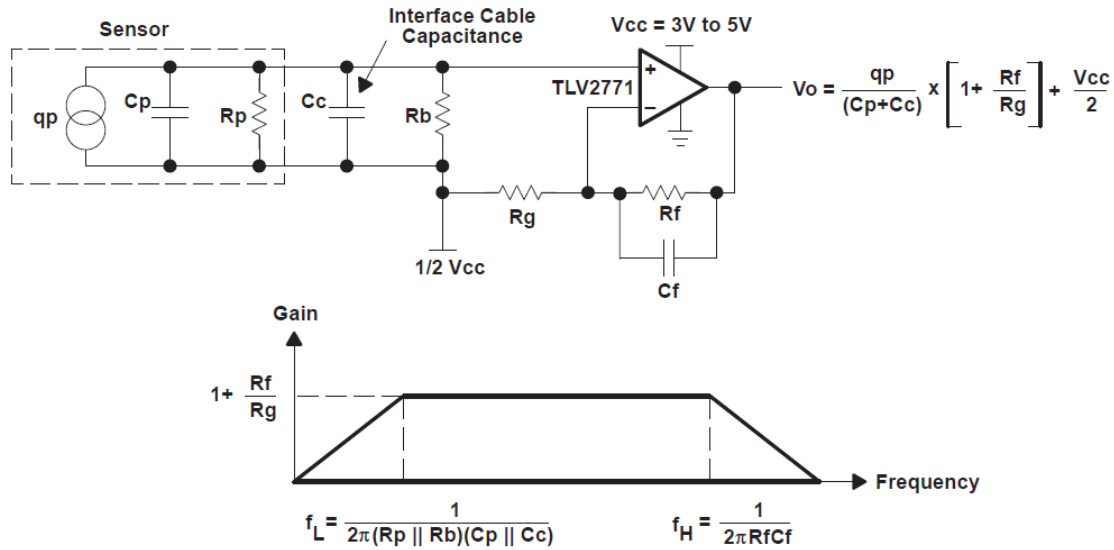 Sensor
Interface Cable
Capacitance
Vcc = 3V to 5V
qp
Cp
Rp
Cc
Rb
+
−
TLV2771
Vo = qp/(Cp+Cc) x [1+ Rf/Rg] + Vcc/2
Rg
Rf
Cf
1/2 Vcc
Gain
1+ Rf/Rg
Frequency
fL = 1/2π(Rp || Rb)(Cp || Cc)
fH = 1/2πRfCf